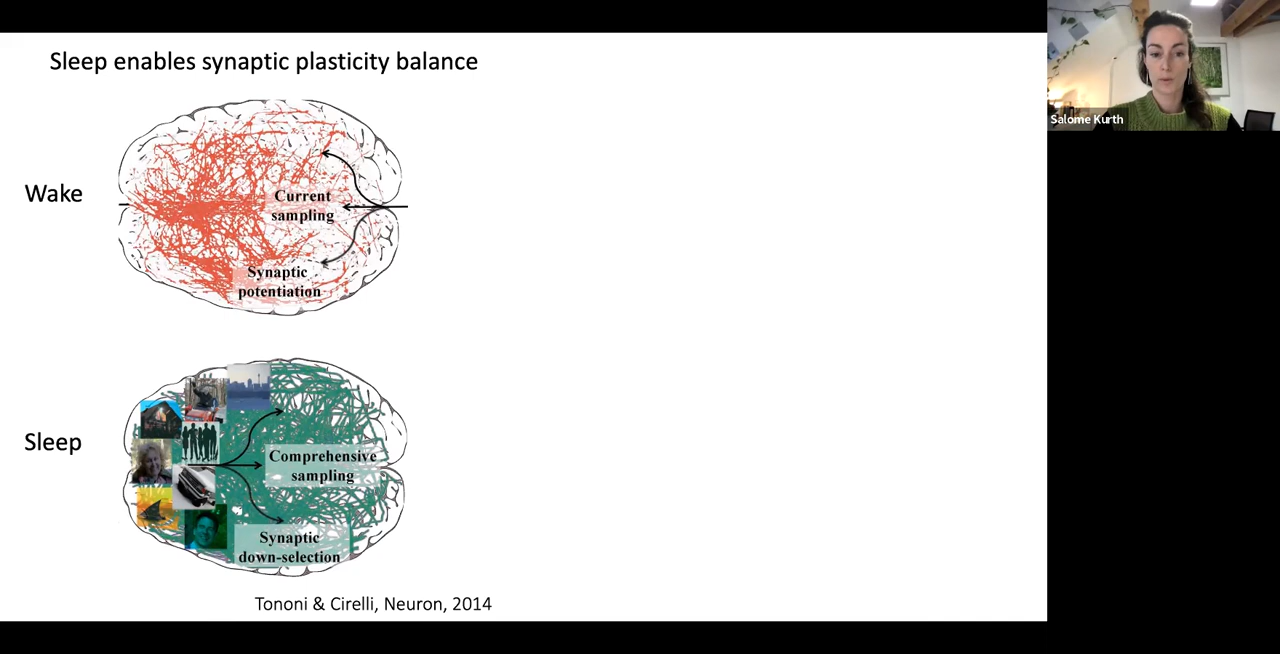 Sleep enables synaptic plasticity balance
Salome Kurth
Wake
Current
sampling
Synaptic
potentiation
Sleep
Comprehensive
sampling
Synaptic
down-selection
Tononi & Cirelli, Neuron, 2014